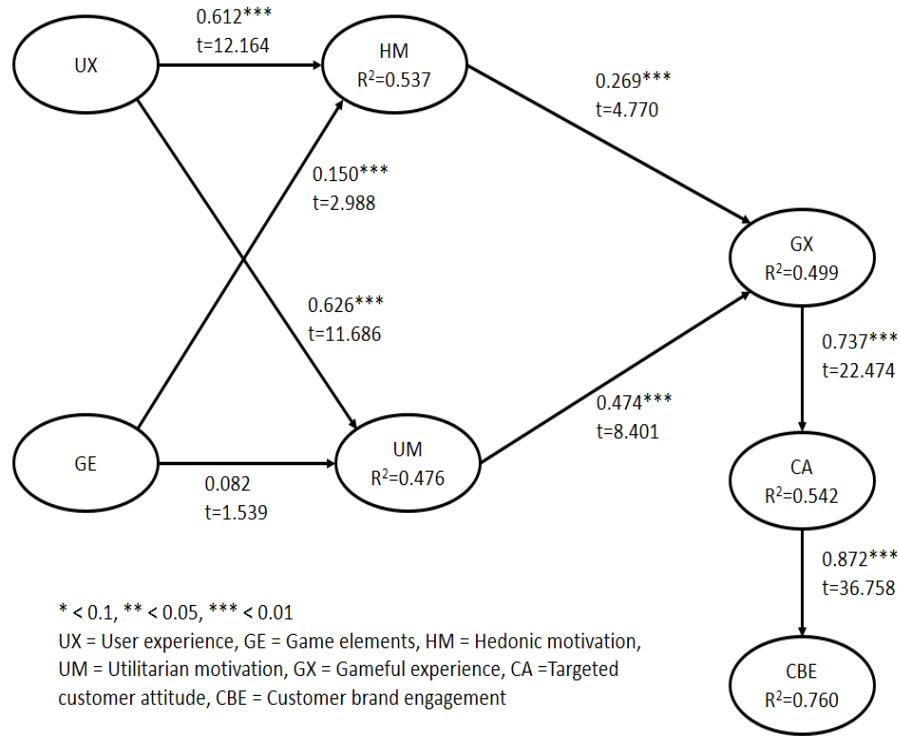 0.612***
t=12.164
UX
HM
R²=0.537
0.269***
t=4.770
0.150***
t=2.988
GX
R²=0.499
0.626***
t=11.686
0.737***
t=22.474
0.474***
t=8.401
GE
UM
R²=0.476
0.082
t=1.539
CA
R²=0.542
0.872***
t=36.758
* < 0.1, ** < 0.05, *** < 0.01
UX = User experience, GE = Game elements, HM = Hedonic motivation,
UM = Utilitarian motivation, GX = Gameful experience, CA =Targeted
customer attitude, CBE = Customer brand engagement
CBE
R²=0.760